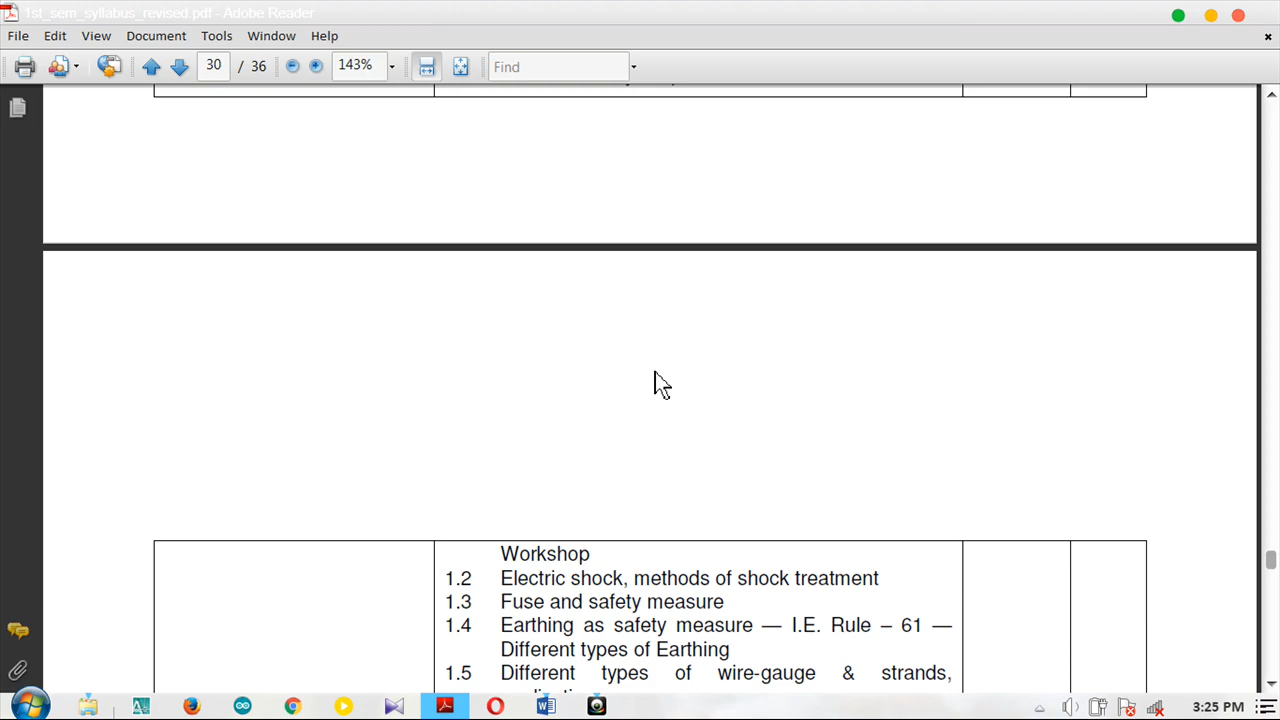 1st_sem_syllabus_revised.pdf - Adobe Reader
File Edit View Document Tools Window Help
30 / 36 143% Find
Workshop
1.2 Electric shock, methods of shock treatment
1.3 Fuse and safety measure
1.4 Earthing as safety measure — I.E. Rule – 61 —
Different types of Earthing
1.5 Different types of wire-gauge & strands,
3:25 PM